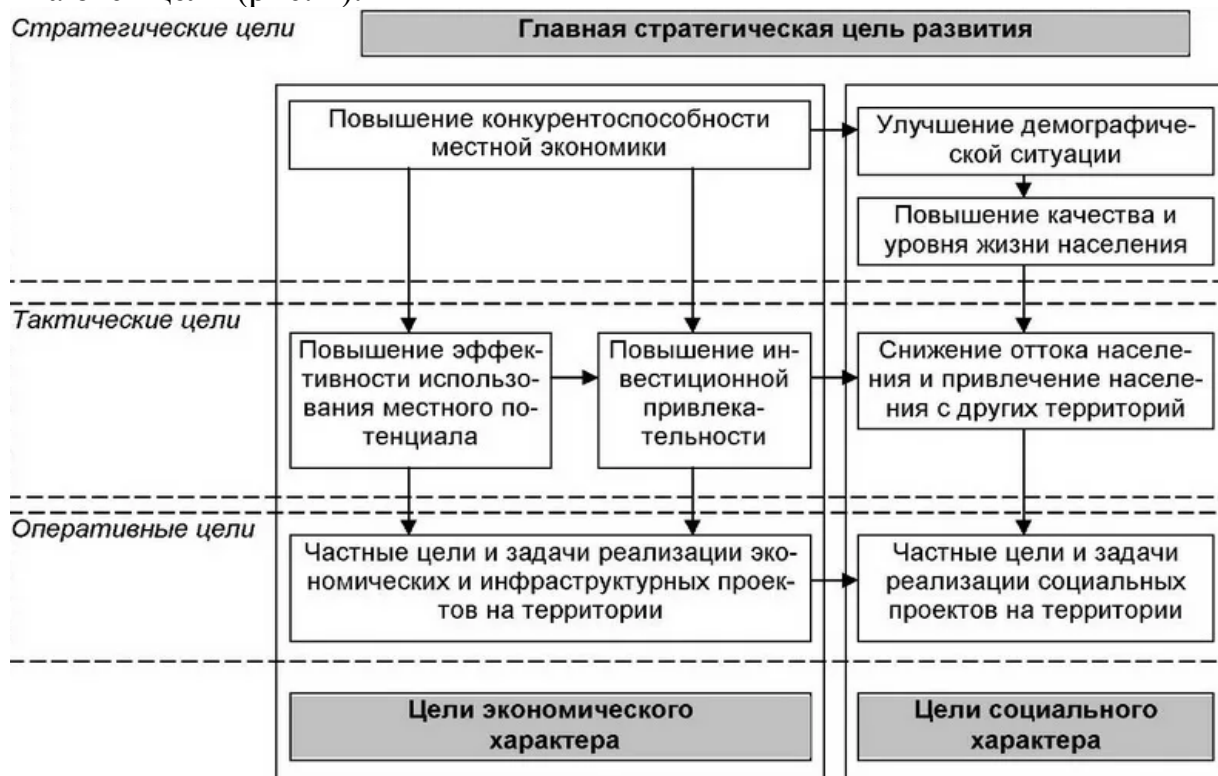 Стратегические цели
Главная стратегическая цель развития
Повышение конкурентоспособности
местной экономики
Улучшение демографиче-
ской ситуации
Повышение качества и
уровня жизни населения
Тактические цели
Повышение эффек-
тивности использо-
вания местного по-
тенциала
Повышение ин-
вестиционной
привлека-
тельности
Снижение оттока населе-
ния и привлечение населе-
ния с других территорий
Оперативные цели
Частные цели и задачи реализации эко-
номических и инфраструктурных проек-
тов на территории
Частные цели и задачи
реализации социальных
проектов на территории
Цели экономического
характера
Цели социального
характера